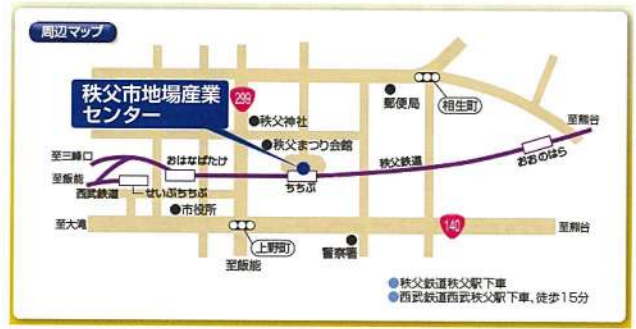 周辺マップ
秩父市地場産業
センター
299
秩父神社
秩父まつり会館
郵便局
相生町
至熊谷
おおのはら
秩父鉄道
至三峰口
おはなばたけ
至飯能
西武鉄道
せいぶちちぶ
ちちぶ
市役所
至大滝
上野町
140
至熊谷
警察署
至飯能
秩父鉄道秩父駅下車
西武鉄道西武秩父駅下車、徒歩15分